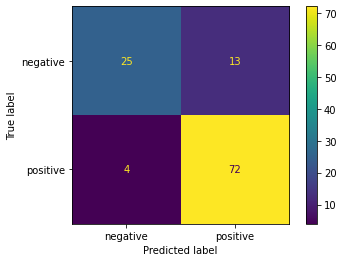 negative 25 13
positive 4 72
negative positive
Predicted label
True label
70
60
50
40
30
20
10